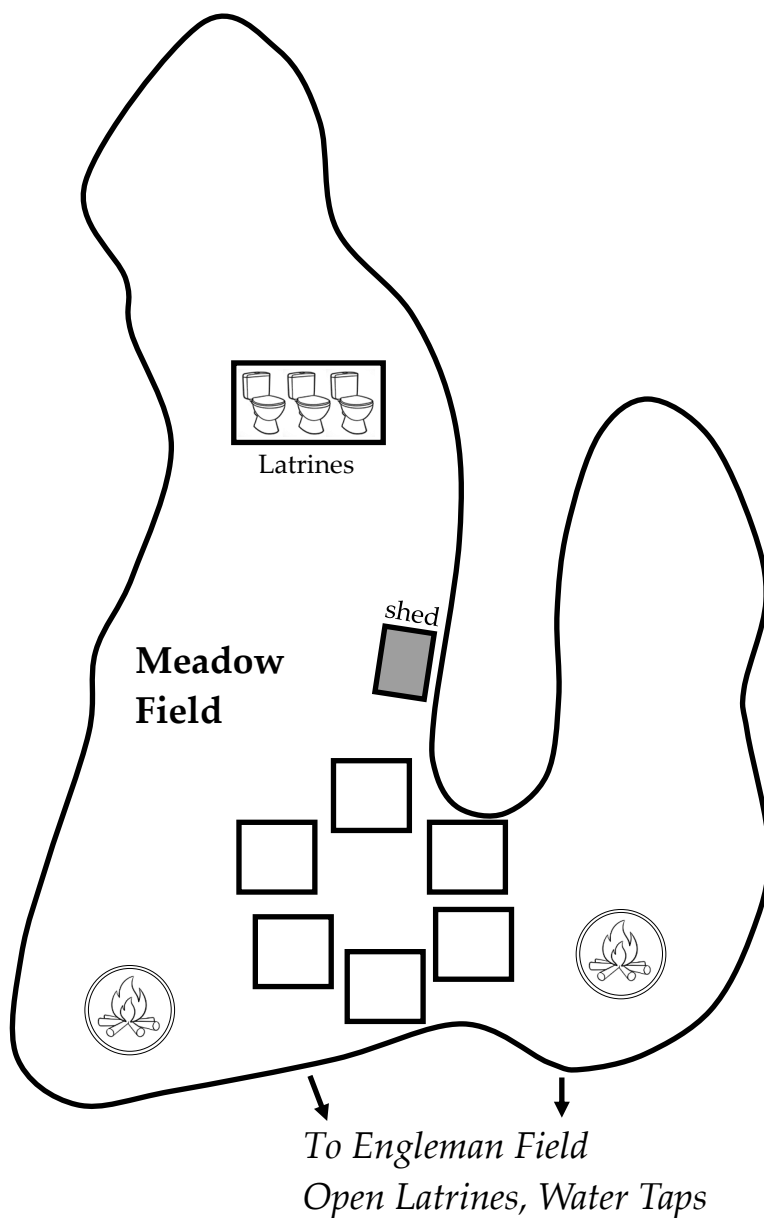 Latrines
shed
Meadow
Field
To Engleman Field
Open Latrines, Water Taps